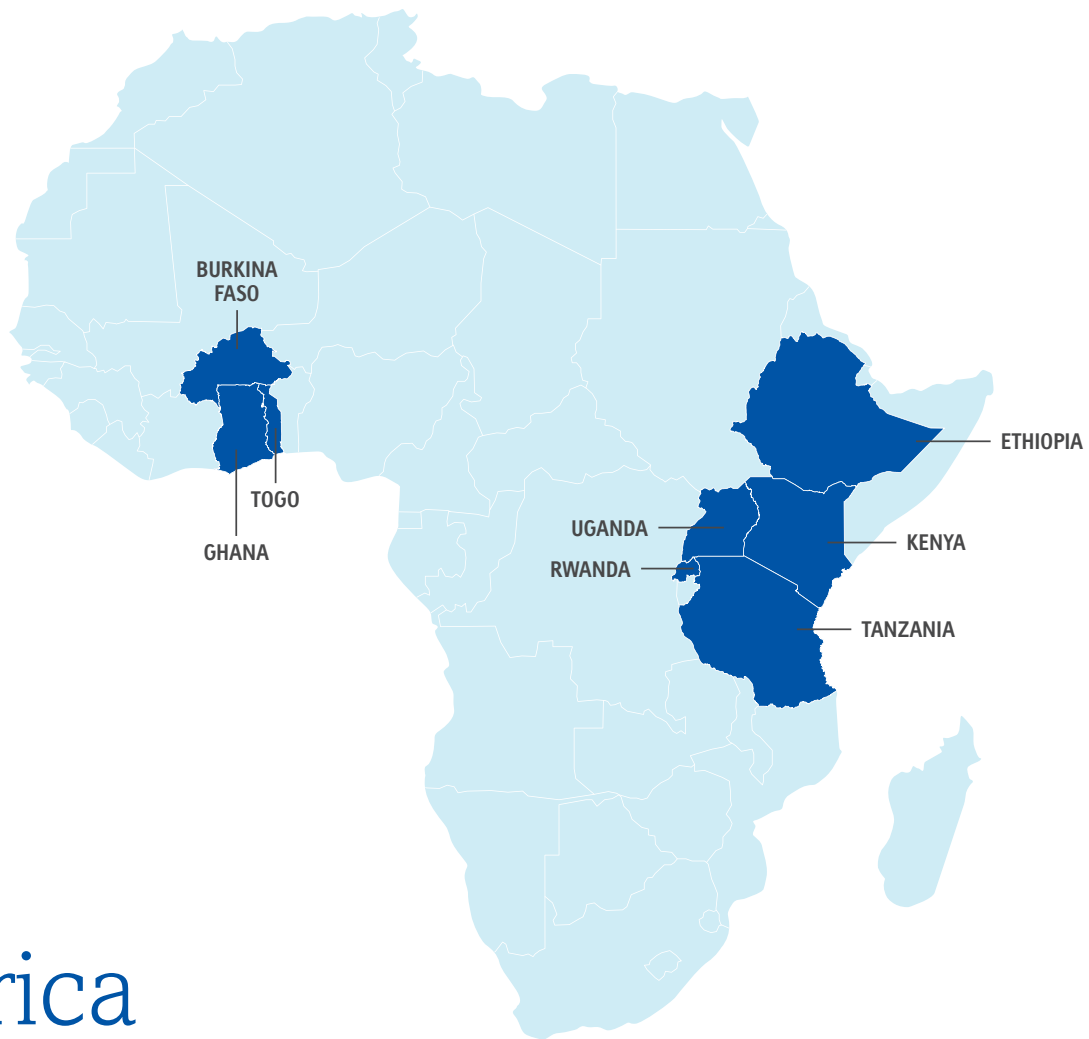 BURKINA
FASO
ETHIOPIA
TOGO
UGANDA
KENYA
GHANA
RWANDA
TANZANIA
rica